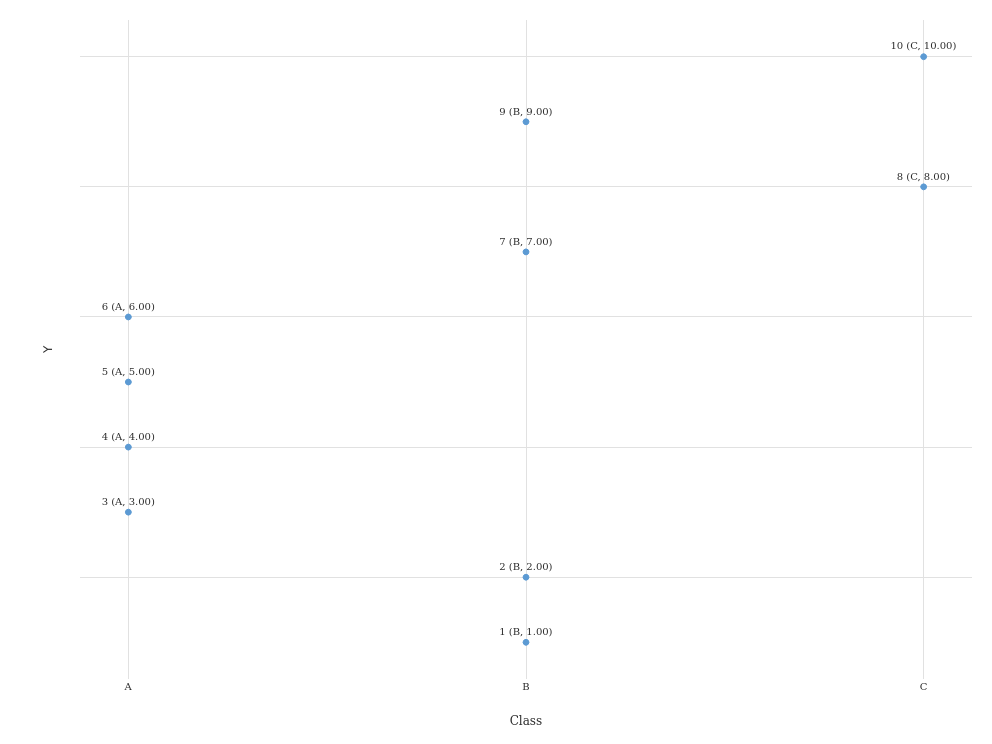 10 (C, 10.00)
9 (B, 9.00)
8 (C, 8.00)
7 (B, 7.00)
6 (A, 6.00)
Y
5 (A, 5.00)
4 (A, 4.00)
3 (A, 3.00)
2 (B, 2.00)
1 (B, 1.00)
A B C
Class